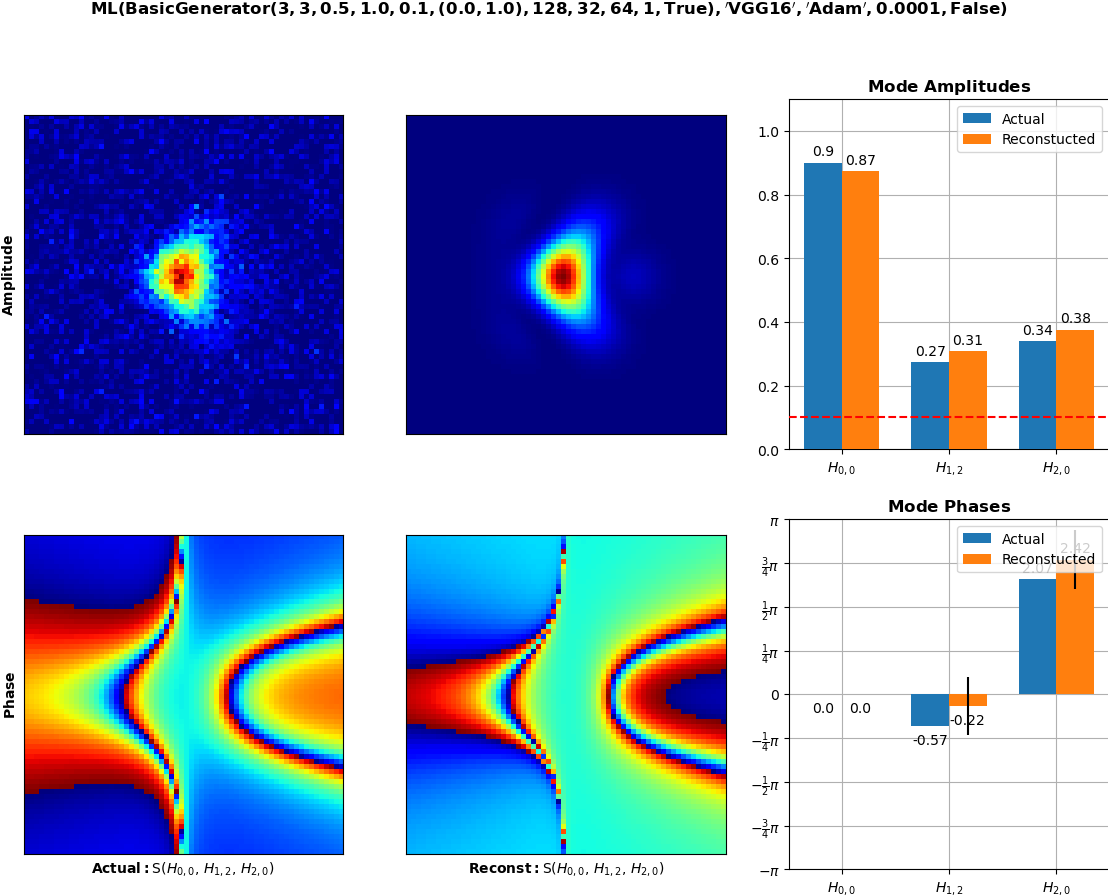 ML(BasicGenerator(3, 3, 0.5, 1.0, 0.1, (0.0, 1.0), 128, 32, 64, 1, True), ′VGG16′, ′Adam′, 0.0001, False)
Amplitude
Mode Amplitudes
Actual
Reconstucted
1.0
0.8
0.6
0.4
0.2
0.0
0.9
0.87
0.27
0.31
0.34
0.38
H₀,₀
H₁,₂
H₂,₀
Phase
Actual: S(H₀,₀, H₁,₂, H₂,₀)
Reconst: S(H₀,₀, H₁,₂, H₂,₀)
Mode Phases
Actual
Reconstucted
π
3/4π
1/2π
1/4π
0
−1/4π
−1/2π
−3/4π
−π
0.0
0.0
-0.57
-0.22
2.07
2.42
H₀,₀
H₁,₂
H₂,₀